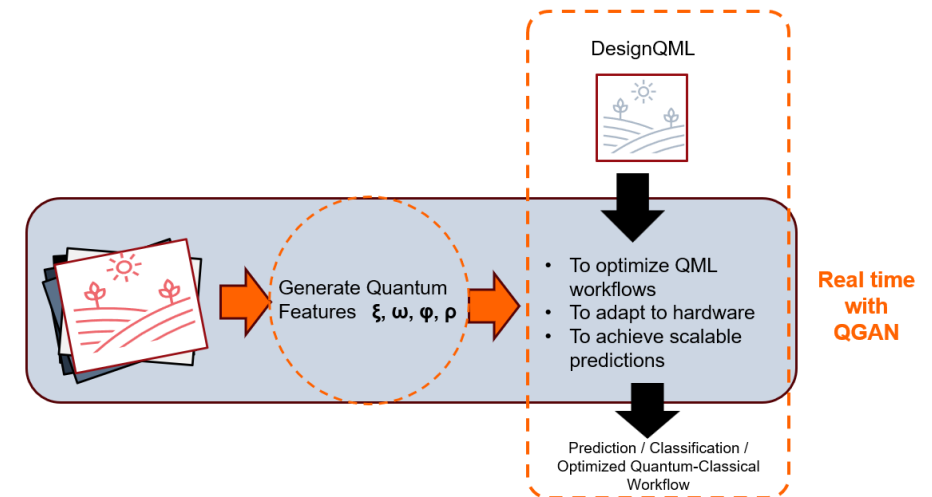 DesignQML
Generate Quantum
Features ξ, ω, φ, ρ
• To optimize QML
workflows
• To adapt to hardware
• To achieve scalable
predictions
Real time
with
QGAN
Prediction / Classification /
Optimized Quantum-Classical
Workflow